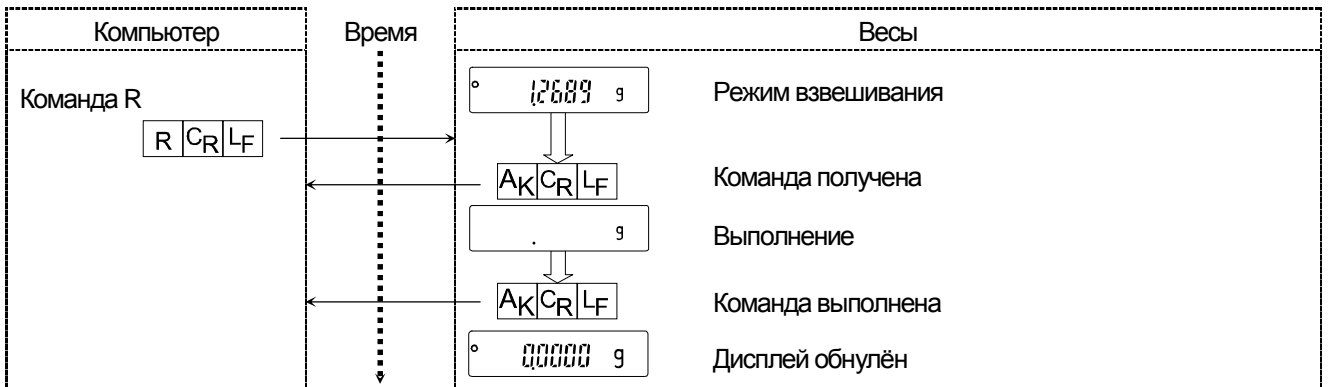 Компьютер Время Весы
1.2689 g Режим взвешивания
Команда R
R CR LF
AK CR LF Команда получена
. g Выполнение
AK CR LF Команда выполнена
0.0000 g Дисплей обнулён